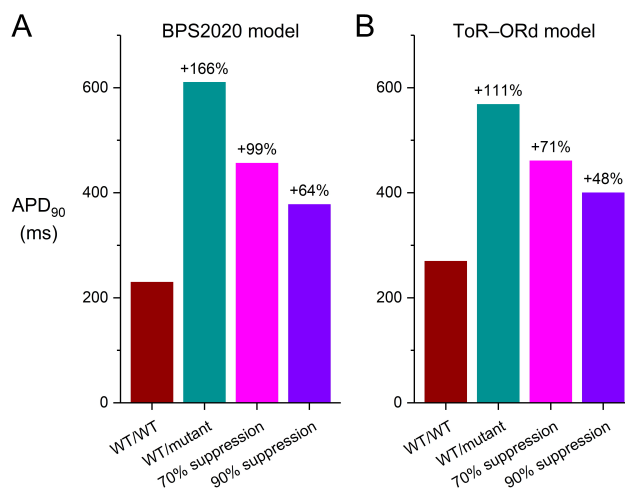 A
BPS2020 model
600
400
200
0
APD90
(ms)
+166%
+99%
+64%
WT/WT
WT/mutant
70% suppression
90% suppression
B
ToR–ORd model
600
400
200
0
+111%
+71%
+48%
WT/WT
WT/mutant
70% suppression
90% suppression